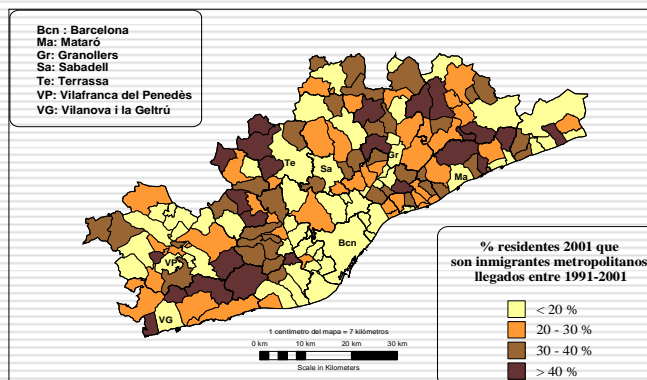 Bcn : Barcelona
Ma: Mataró
Gr: Granollers
Sa: Sabadell
Te: Terrassa
VP: Vilafranca del Penedès
VG: Vilanova i la Geltrú
Te
Sa
Gr
Ma
Bcn
VP
VG
% residentes 2001 que
son inmigrantes metropolitanos
llegados entre 1991-2001
< 20 %
20 - 30 %
30 - 40 %
> 40 %
1 centímetro del mapa = 7 kilómetros
0 km 10 km 20 km 30 km
Scale in Kilometers